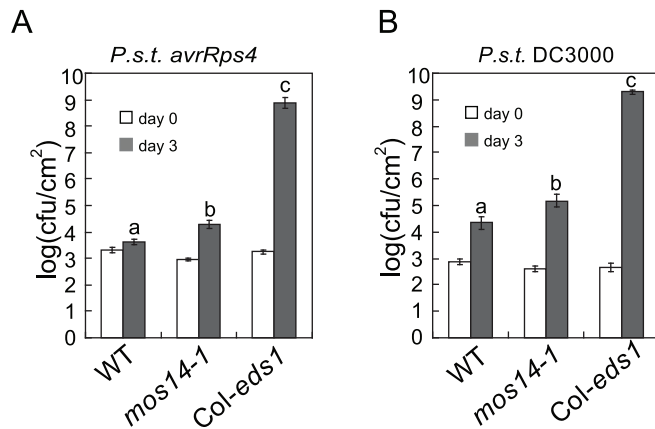 A
P.s.t. avrRps4
log(cfu/cm²)
10
9
8
7
6
5
4
3
2
1
0
day 0
day 3
a
b
c
WT
mos14-1
Col-eds1
B
P.s.t. DC3000
log(cfu/cm²)
10
9
8
7
6
5
4
3
2
1
0
day 0
day 3
a
b
c
WT
mos14-1
Col-eds1